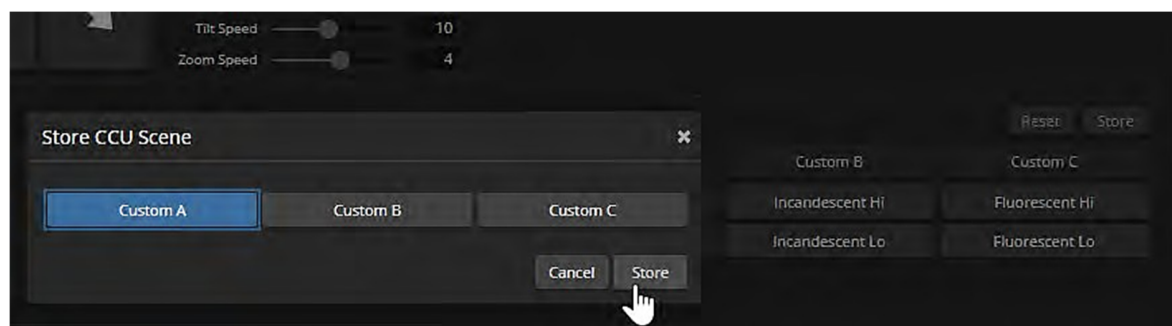 Tilt Speed 10
Zoom Speed 4
Reset Store
Store CCU Scene ×
Custom B Custom C
Custom A Custom B Custom C
Incandescent Hi Fluorescent Hi
Incandescent Lo Fluorescent Lo
Cancel Store